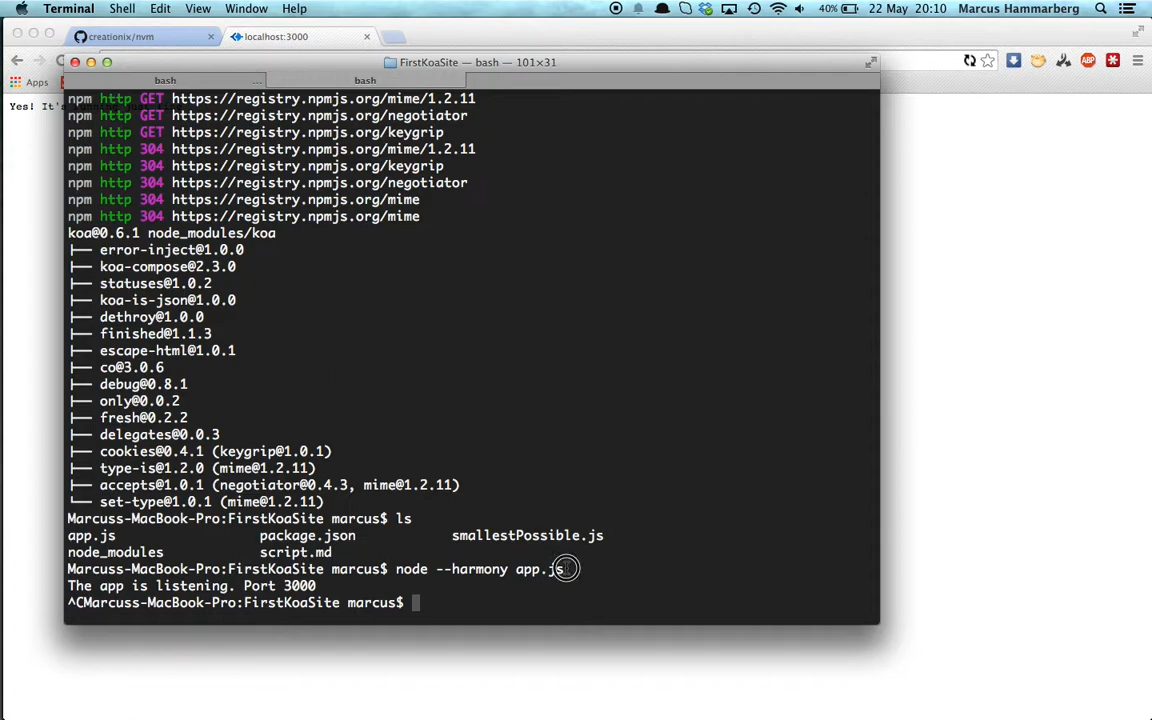 Terminal Shell Edit View Window Help 40% 22 May 20:10 Marcus Hammarberg
creationix/nvm localhost:3000
FirstKoaSite — bash — 101×31
Apps bash ... bash
npm http GET https://registry.npmjs.org/mime/1.2.11
Yes! It's
npm http GET https://registry.npmjs.org/negotiator
npm http GET https://registry.npmjs.org/keygrip
npm http 304 https://registry.npmjs.org/mime/1.2.11
npm http 304 https://registry.npmjs.org/keygrip
npm http 304 https://registry.npmjs.org/negotiator
npm http 304 https://registry.npmjs.org/mime
npm http 304 https://registry.npmjs.org/mime
koa@0.6.1 node_modules/koa
├── error-inject@1.0.0
├── koa-compose@2.3.0
├── statuses@1.0.2
├── koa-is-json@1.0.0
├── dethroy@1.0.0
├── finished@1.1.3
├── escape-html@1.0.1
├── co@3.0.6
├── debug@0.8.1
├── only@0.0.2
├── fresh@0.2.2
├── delegates@0.0.3
├── cookies@0.4.1 (keygrip@1.0.1)
├── type-is@1.2.0 (mime@1.2.11)
├── accepts@1.0.1 (negotiator@0.4.3, mime@1.2.11)
└── set-type@1.0.1 (mime@1.2.11)
Marcuss-MacBook-Pro:FirstKoaSite marcus$ ls
app.js package.json smallestPossible.js
node_modules script.md
Marcuss-MacBook-Pro:FirstKoaSite marcus$ node --harmony app.js
The app is listening. Port 3000
^CMarcuss-MacBook-Pro:FirstKoaSite marcus$